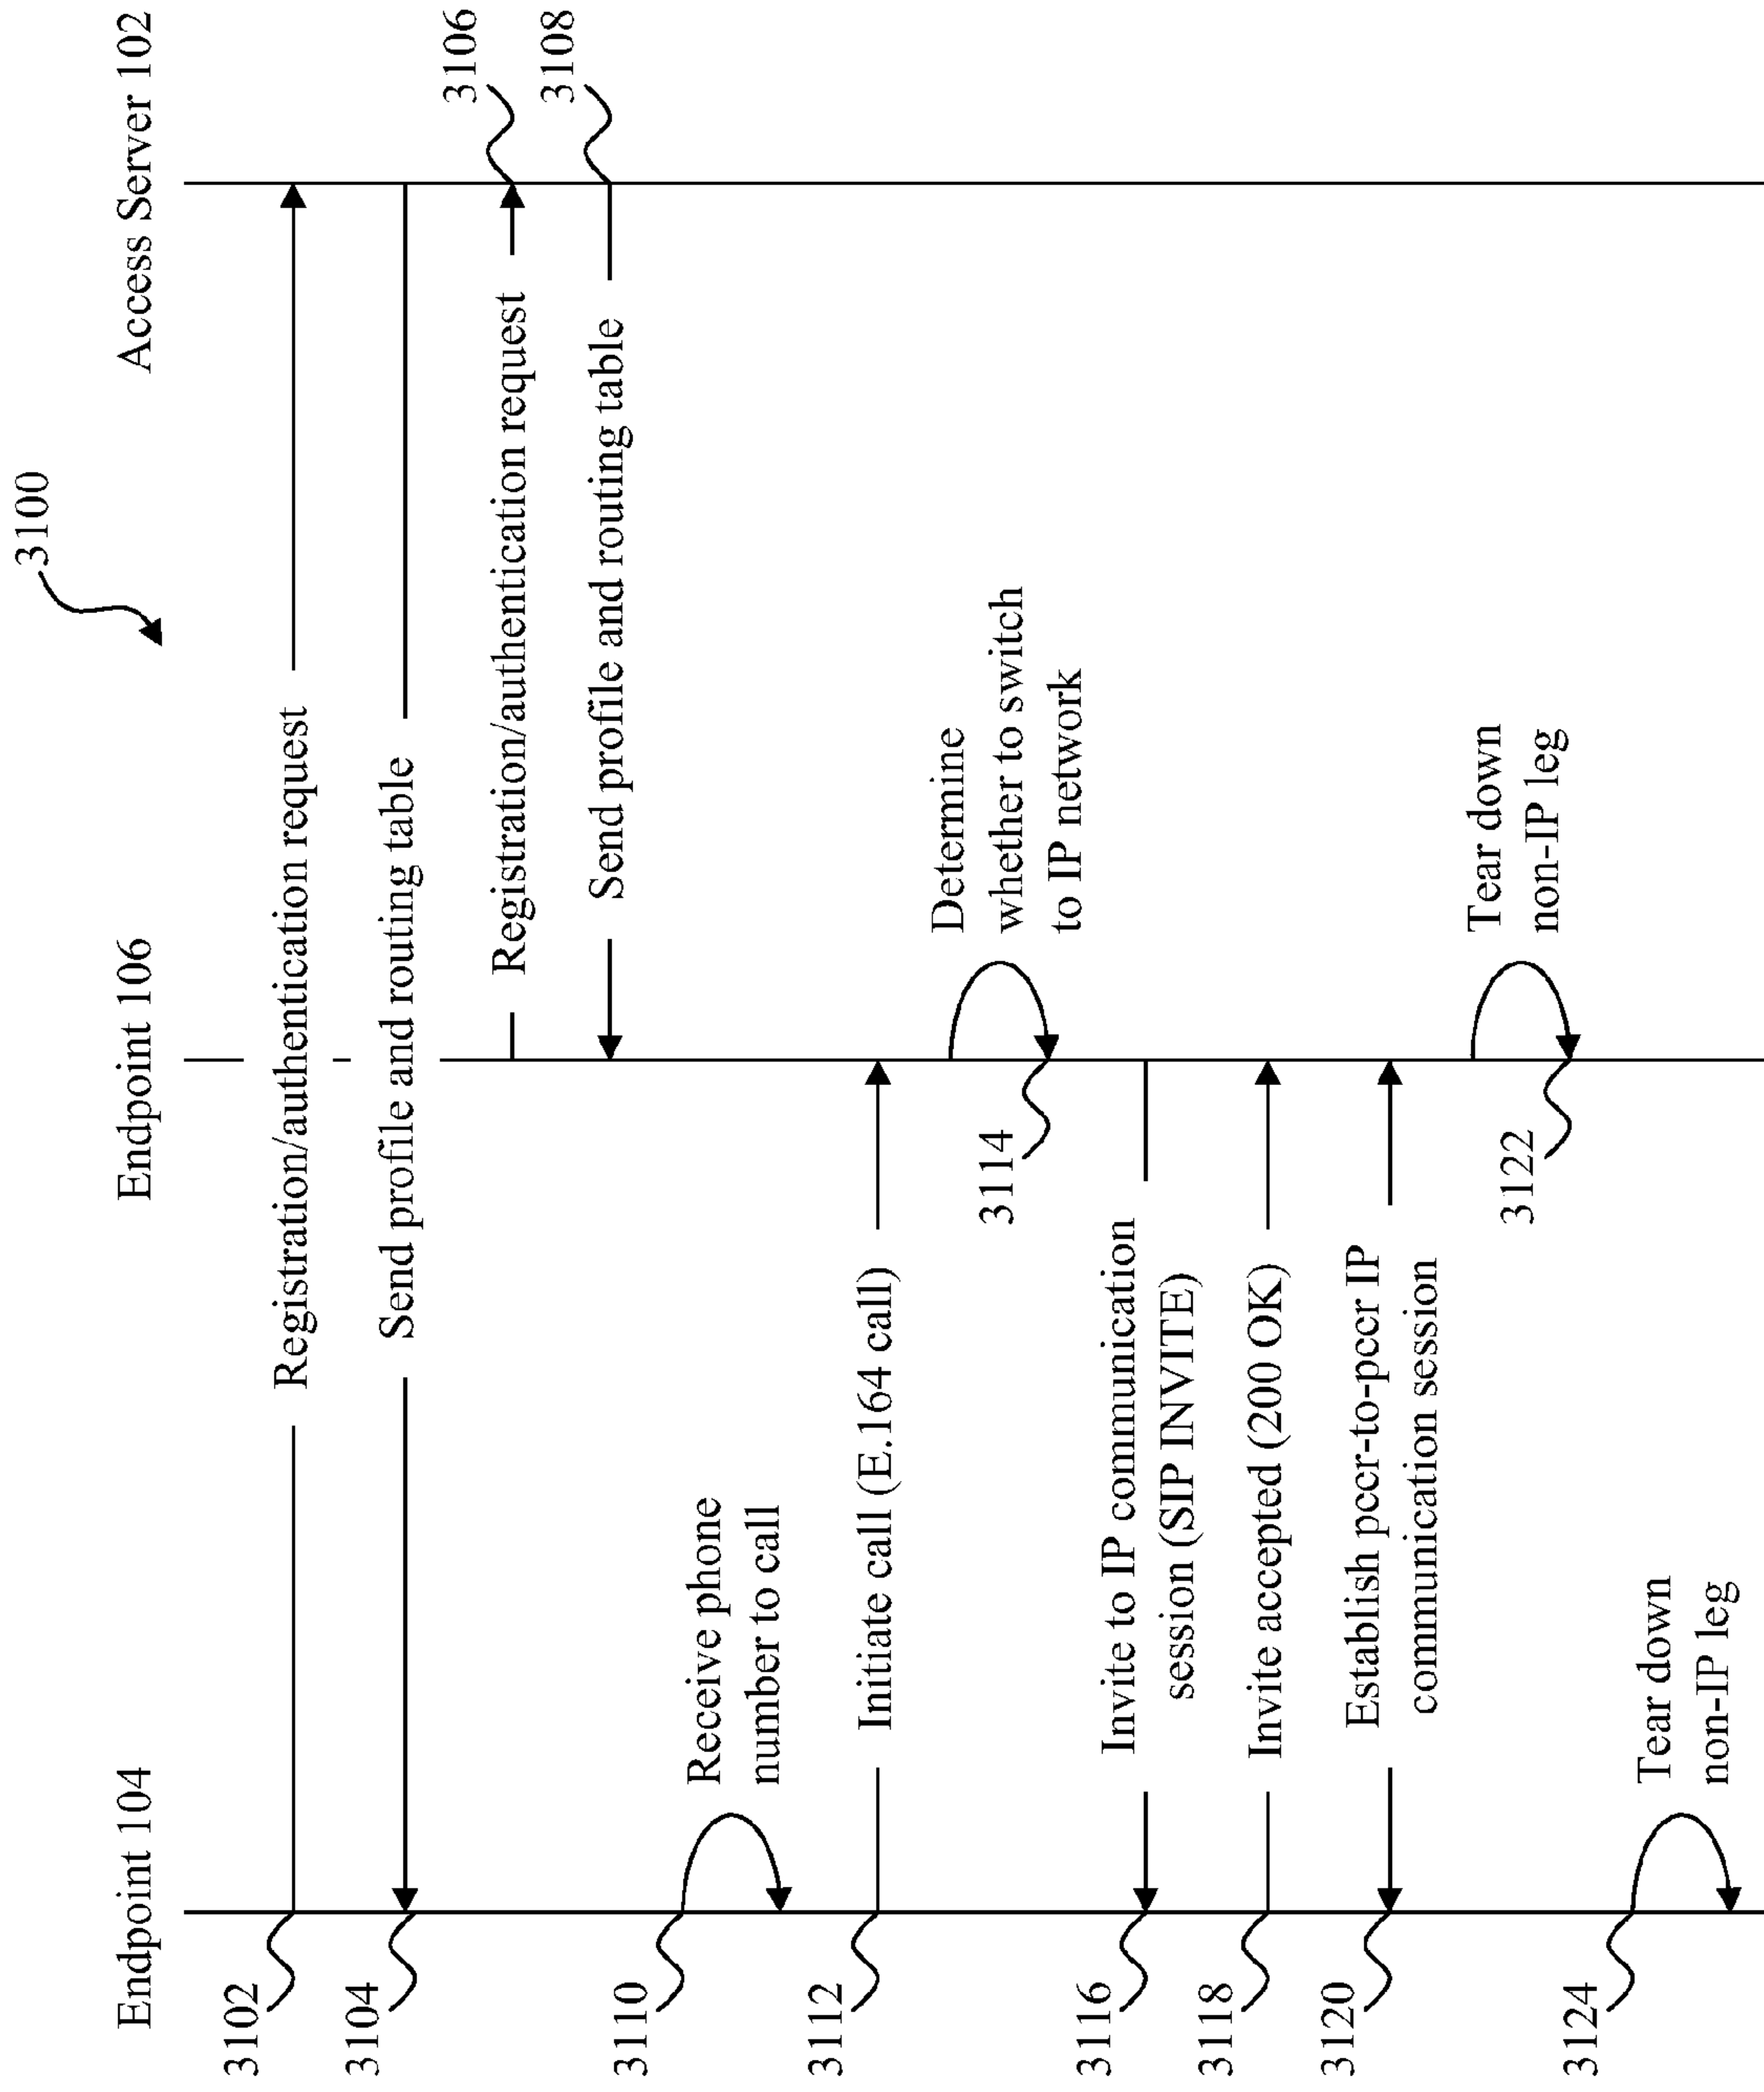 3100
Endpoint 104
Endpoint 106
Access Server 102
3102
Registration/authentication request
3104
Send profile and routing table
Registration/authentication request
3106
Send profile and routing table
3108
3110
Receive phone
number to call
3112
Initiate call (E.164 call)
3114
Determine
whether to switch
to IP network
3116
Invite to IP communication
session (SIP INVITE)
3118
Invite accepted (200 OK)
3120
Establish peer-to-peer IP
communication session
3122
Tear down
non-IP leg
3124
Tear down
non-IP leg